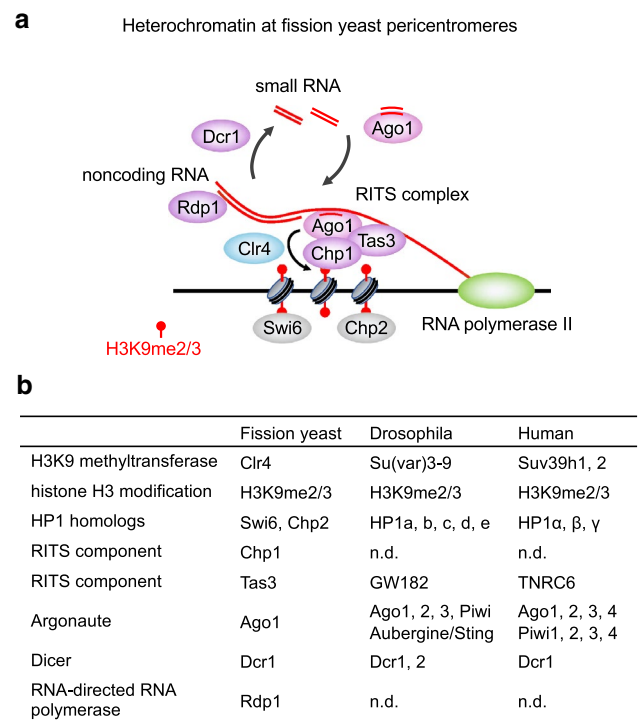 a
Heterochromatin at fission yeast pericentromeres
small RNA
Dcr1
Ago1
noncoding RNA
RITS complex
Rdp1
Ago1
Tas3
Clr4
Chp1
Swi6
Chp2
RNA polymerase II
H3K9me2/3
b
Fission yeast Drosophila Human
H3K9 methyltransferase Clr4 Su(var)3-9 Suv39h1, 2
histone H3 modification H3K9me2/3 H3K9me2/3 H3K9me2/3
HP1 homologs Swi6, Chp2 HP1a, b, c, d, e HP1α, β, γ
RITS component Chp1 n.d. n.d.
RITS component Tas3 GW182 TNRC6
Argonaute Ago1 Ago1, 2, 3, Piwi Ago1, 2, 3, 4
Aubergine/Sting Piwi1, 2, 3, 4
Dicer Dcr1 Dcr1, 2 Dcr1
RNA-directed RNA
polymerase Rdp1 n.d. n.d.